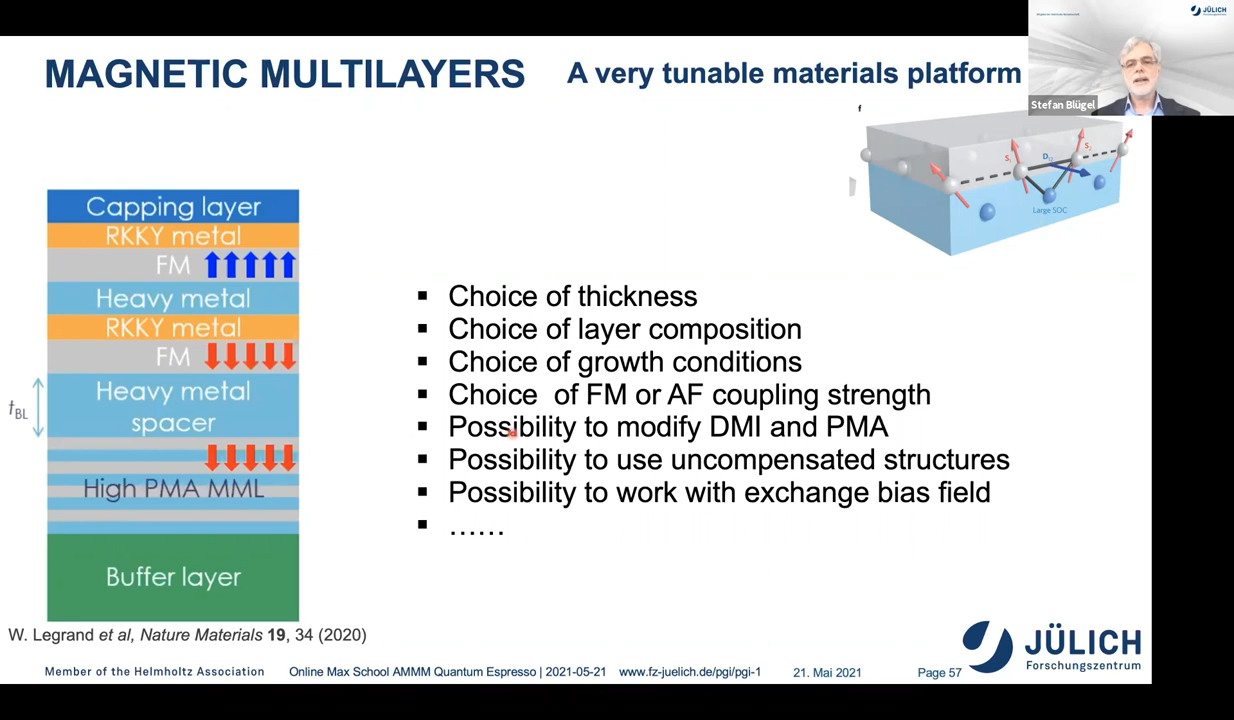 JÜLICH
Forschungszentrum
Stefan Blügel
MAGNETIC MULTILAYERS
A very tunable materials platform
f
S
D
S
Large SOC
Capping layer
RKKY metal
FM
Heavy metal
RKKY metal
FM
Heavy metal
spacer
tBL
High PMA MML
Buffer layer
▪ Choice of thickness
▪ Choice of layer composition
▪ Choice of growth conditions
▪ Choice of FM or AF coupling strength
▪ Possibility to modify DMI and PMA
▪ Possibility to use uncompensated structures
▪ Possibility to work with exchange bias field
▪ ......
W. Legrand et al, Nature Materials 19, 34 (2020)
JÜLICH
Forschungszentrum
Member of the Helmholtz Association
Online Max School AMMM Quantum Espresso | 2021-05-21
www.fz-juelich.de/pgi/pgi-1
21. Mai 2021
Page 57